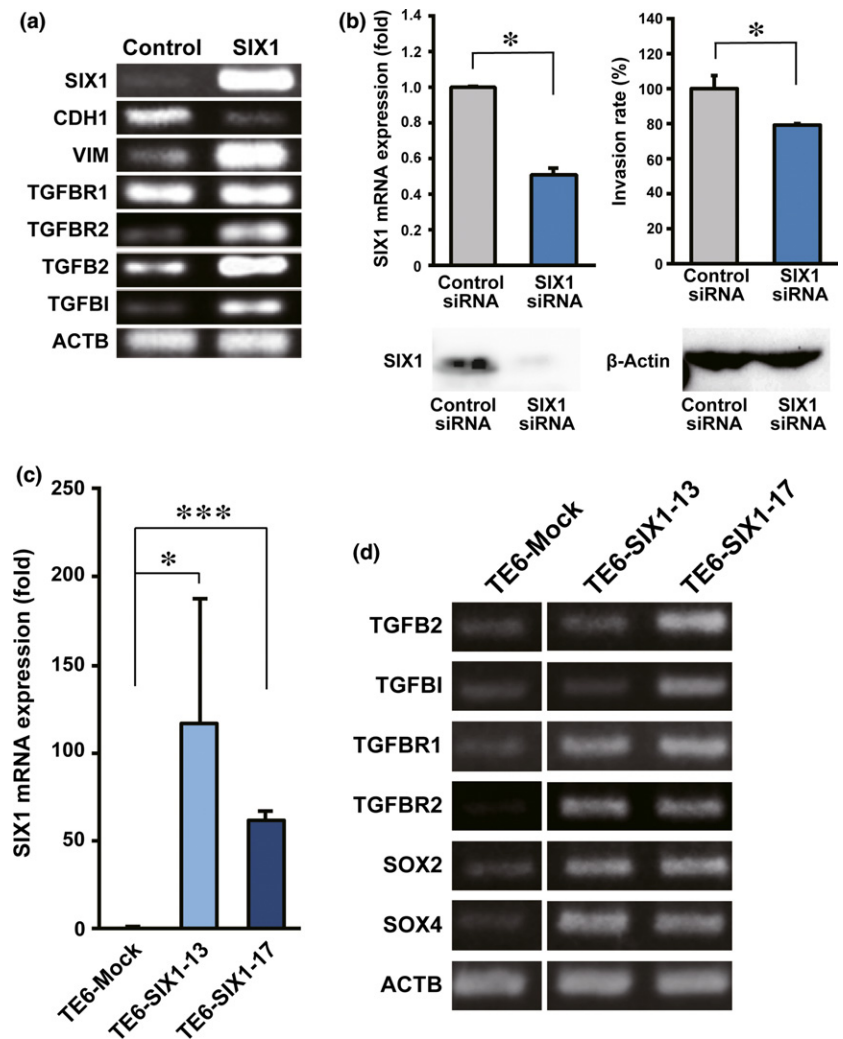 (a)
Control SIX1
SIX1
CDH1
VIM
TGFBR1
TGFBR2
TGFB2
TGFBI
ACTB
(b)
SIX1 mRNA expression (fold)
1.4
1.2
1.0
0.8
0.6
0.4
0.2
0
*
Control
siRNA
SIX1
siRNA
Invasion rate (%)
140
120
100
80
60
40
20
0
*
Control
siRNA
SIX1
siRNA
SIX1
Control
siRNA
SIX1
siRNA
β-Actin
Control
siRNA
SIX1
siRNA
(c)
SIX1 mRNA expression (fold)
250
200
150
100
50
0
***
*
TE6-Mock
TE6-SIX1-13
TE6-SIX1-17
(d)
TE6-Mock
TE6-SIX1-13
TE6-SIX1-17
TGFB2
TGFBI
TGFBR1
TGFBR2
SOX2
SOX4
ACTB